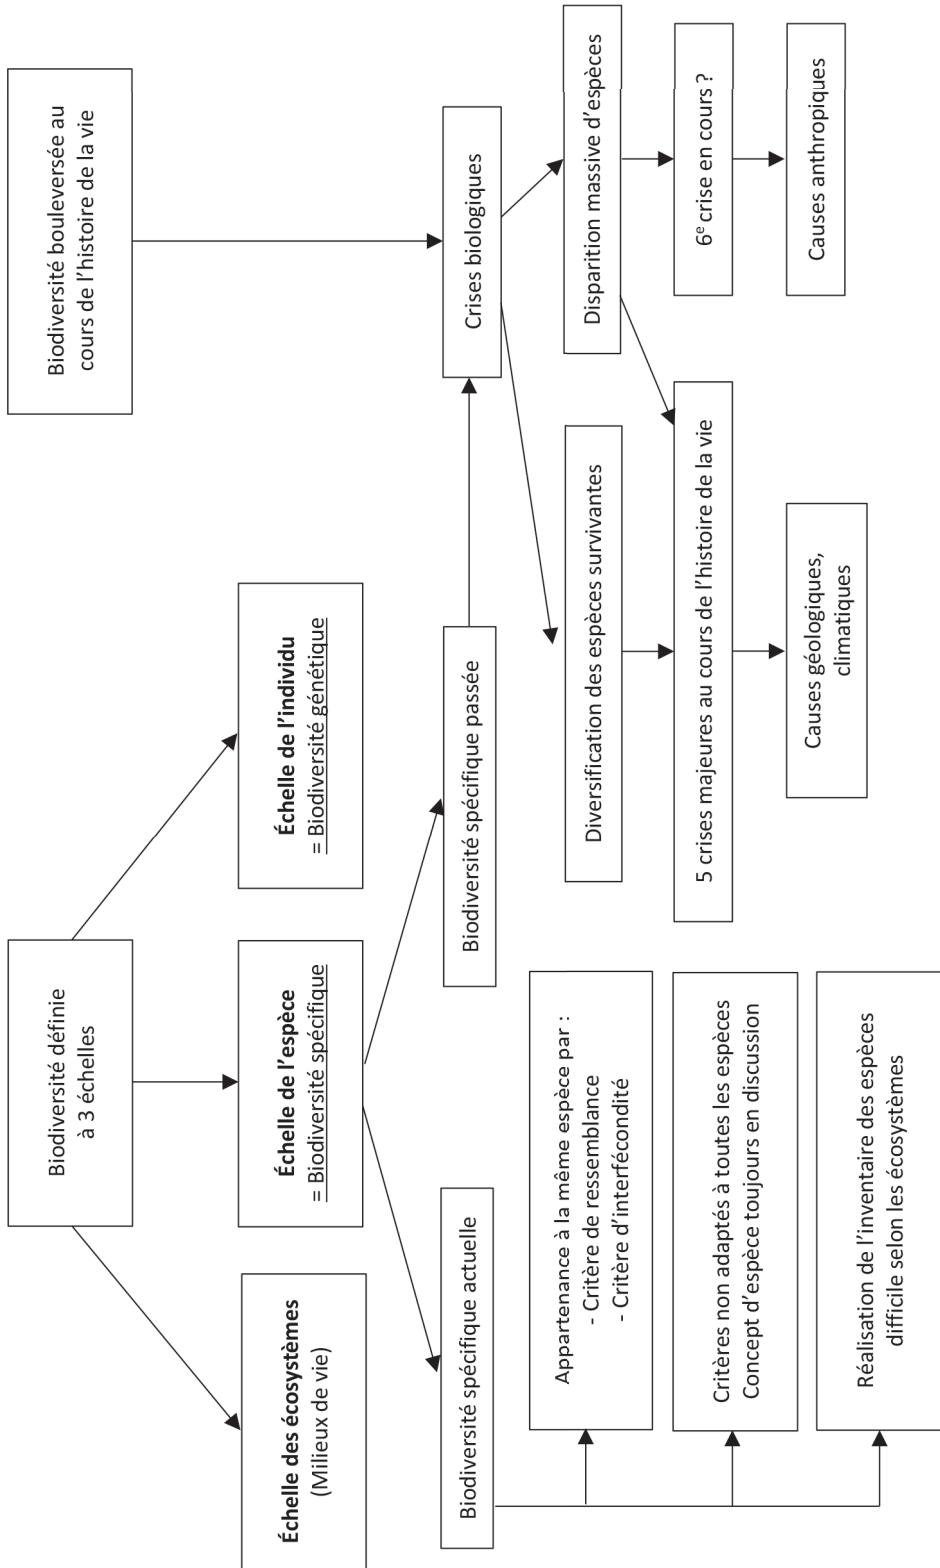 Biodiversité définie
à 3 échelles
Biodiversité bouleversée au
cours de l'histoire de la vie
Échelle des écosystèmes
(Milieux de vie)
Échelle de l'espèce
= Biodiversité spécifique
Échelle de l'individu
= Biodiversité génétique
Biodiversité spécifique actuelle
Biodiversité spécifique passée
Crises biologiques
Appartenance à la même espèce par :
- Critère de ressemblance
- Critère d'interfécondité
Critères non adaptés à toutes les espèces
Concept d'espèce toujours en discussion
Réalisation de l'inventaire des espèces
difficile selon les écosystèmes
Diversification des espèces survivantes
Disparition massive d'espèces
5 crises majeures au cours de l'histoire de la vie
6e crise en cours ?
Causes géologiques,
climatiques
Causes anthropiques